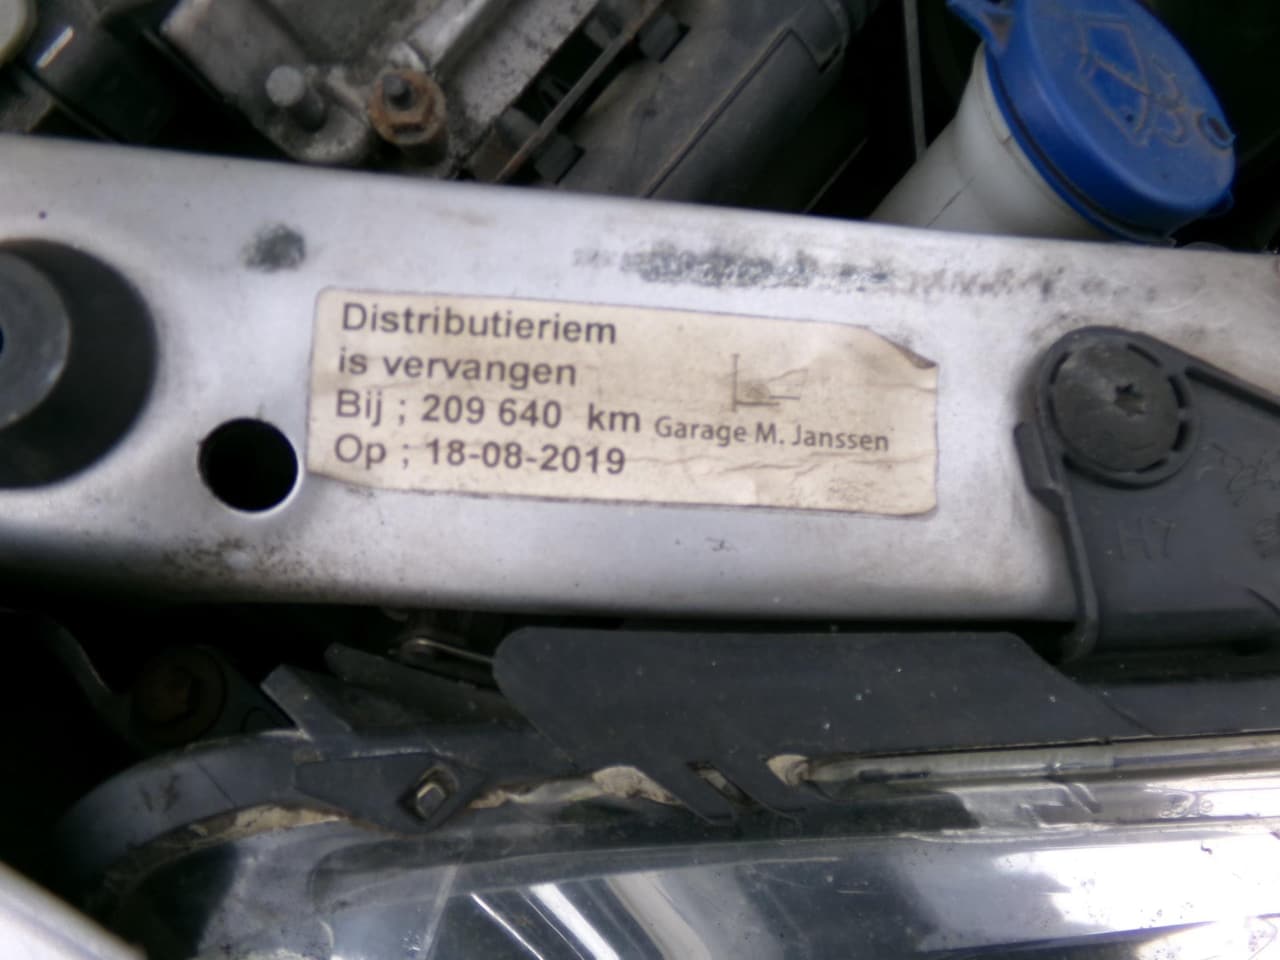 Distributieriem
is vervangen
Bij ; 209 640 km
Garage M. Janssen
Op ; 18-08-2019
H7